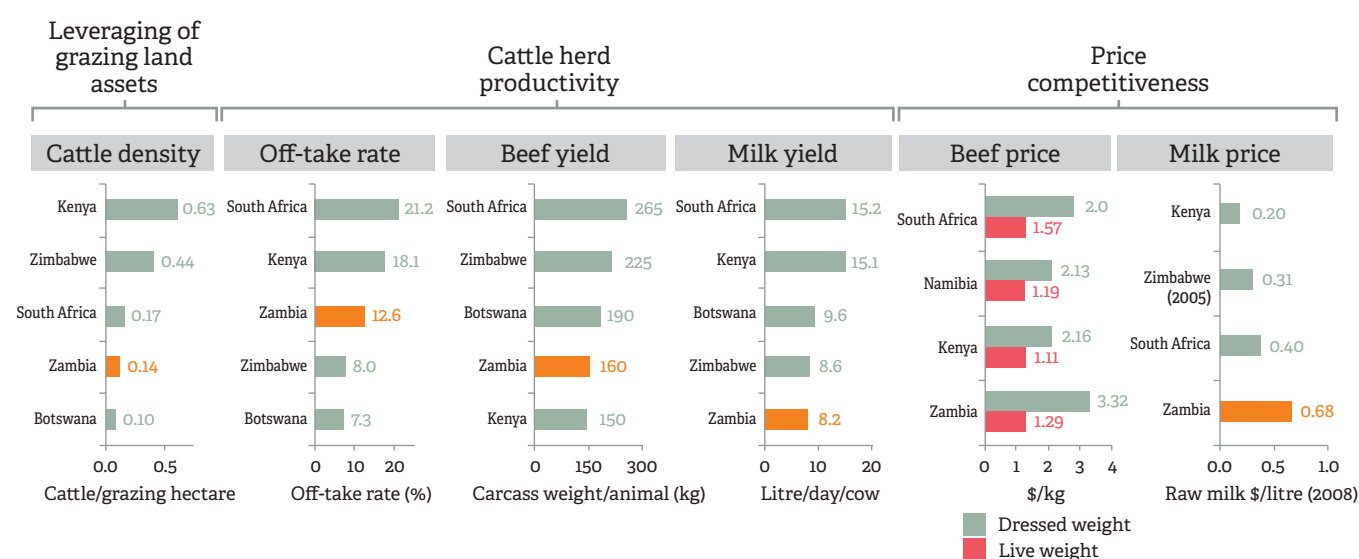 Leveraging of
grazing land
assets
Cattle herd
productivity
Price
competitiveness
Cattle density
Off-take rate
Beef yield
Milk yield
Beef price
Milk price
Kenya 0.63
Zimbabwe 0.44
South Africa 0.17
Zambia 0.14
Botswana 0.10
0.0 0.5
Cattle/grazing hectare
South Africa 21.2
Kenya 18.1
Zambia 12.6
Zimbabwe 8.0
Botswana 7.3
0 10 20
Off-take rate (%)
South Africa 265
Zimbabwe 225
Botswana 190
Zambia 160
Kenya 150
0 150 300
Carcass weight/animal (kg)
South Africa 15.2
Kenya 15.1
Botswana 9.6
Zimbabwe 8.6
Zambia 8.2
0 10 20
Litre/day/cow
South Africa 2.0
1.57
Namibia 2.13
1.19
Kenya 2.16
1.11
Zambia 3.32
1.29
0 1 2 3 4
$/kg
Dressed weight
Live weight
Kenya 0.20
Zimbabwe 0.31
(2005)
South Africa 0.40
Zambia 0.68
0.0 0.5 1.0
Raw milk $/litre (2008)